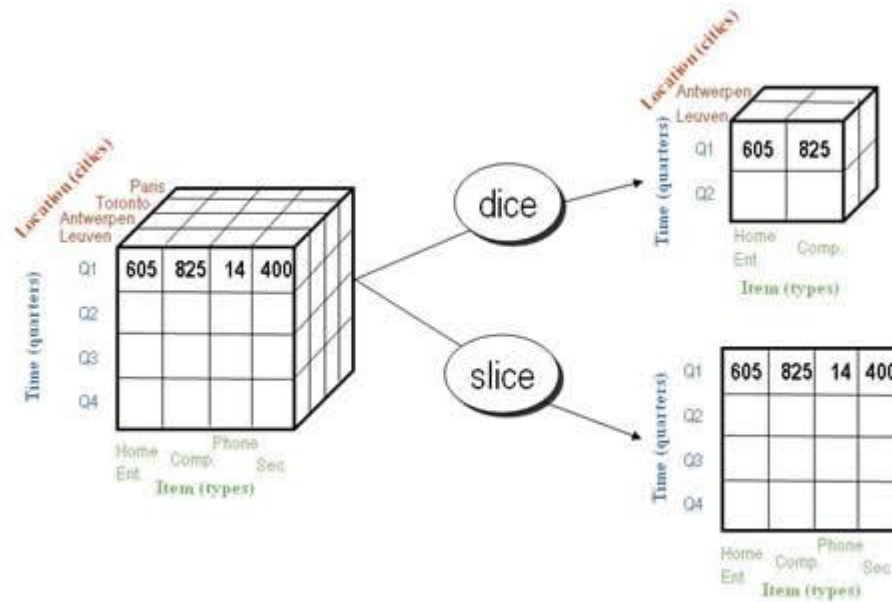 Location (cities)
Paris
Toronto
Antwerpen
Leuven
Time (quarters)
Q1 605 825 14 400
Q2
Q3
Q4
Home Ent. Comp. Phone Sec.
Item (types)
dice
slice
Location (cities)
Antwerpen
Leuven
Time (quarters)
Q1 605 825
Q2
Home Ent. Comp.
Item (types)
Time (quarters)
Q1 605 825 14 400
Q2
Q3
Q4
Home Ent. Comp. Phone Sec.
Item (types)